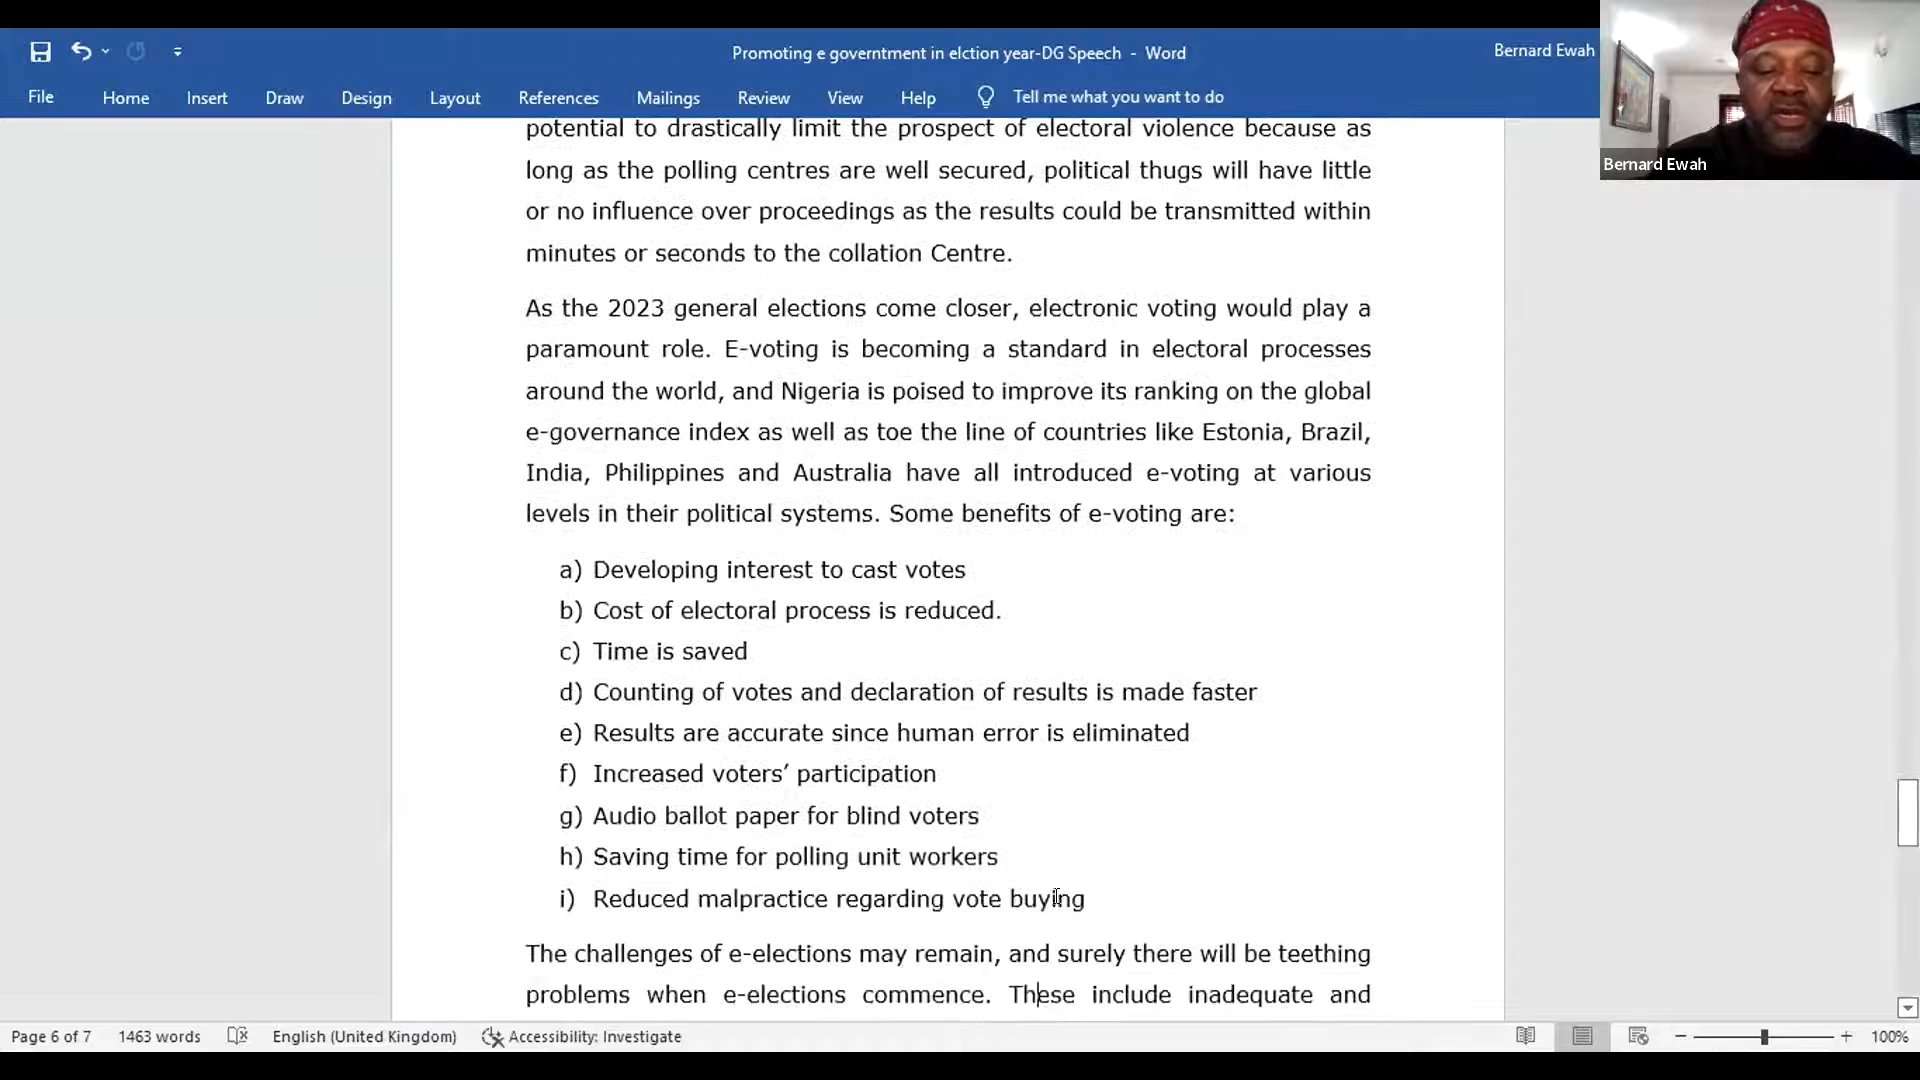 Promoting e governtment in elction year-DG Speech - Word
Bernard Ewah
File Home Insert Draw Design Layout References Mailings Review View Help Tell me what you want to do
Bernard Ewah
potential to drastically limit the prospect of electoral violence because as
long as the polling centres are well secured, political thugs will have little
or no influence over proceedings as the results could be transmitted within
minutes or seconds to the collation Centre.
As the 2023 general elections come closer, electronic voting would play a
paramount role. E-voting is becoming a standard in electoral processes
around the world, and Nigeria is poised to improve its ranking on the global
e-governance index as well as toe the line of countries like Estonia, Brazil,
India, Philippines and Australia have all introduced e-voting at various
levels in their political systems. Some benefits of e-voting are:
a) Developing interest to cast votes
b) Cost of electoral process is reduced.
c) Time is saved
d) Counting of votes and declaration of results is made faster
e) Results are accurate since human error is eliminated
f) Increased voters’ participation
g) Audio ballot paper for blind voters
h) Saving time for polling unit workers
i) Reduced malpractice regarding vote buying
The challenges of e-elections may remain, and surely there will be teething
problems when e-elections commence. These include inadequate and
Page 6 of 7 1463 words English (United Kingdom) Accessibility: Investigate 100%